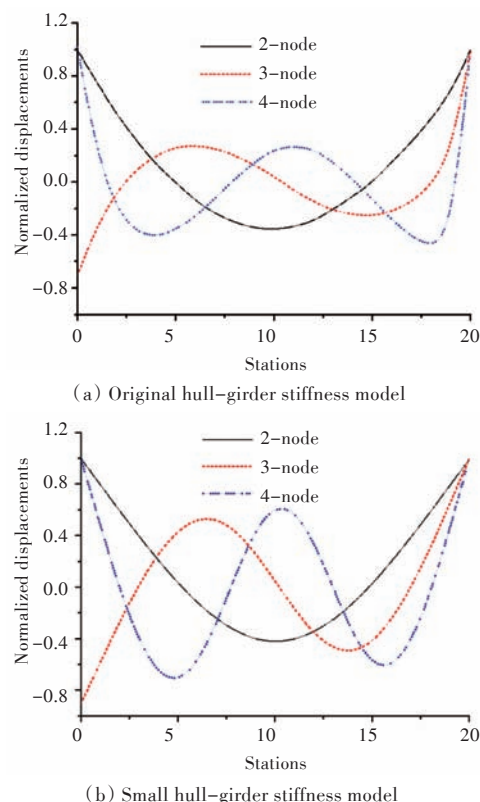 1.2
0.8
0.4
0.0
−0.4
−0.8
Normalized displacements
2−node
3−node
4−node
0
5
10
15
20
Stations
(a) Original hull−girder stiffness model
1.2
0.8
0.4
0.0
−0.4
−0.8
Normalized displacements
2−node
3−node
4−node
0
5
10
15
20
Stations
(b) Small hull−girder stiffness model